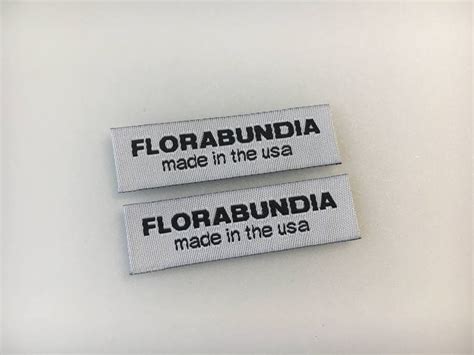 FLORABUNDIA
made in the usa
FLORABUNDIA
made in the usa